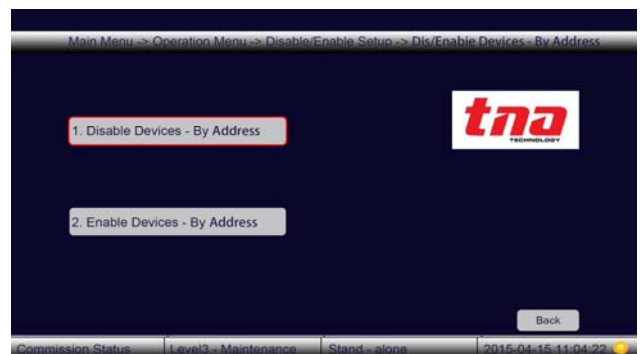 Main Menu -> Operation Menu -> Disable/Enable Setup -> Dis/Enable Devices - By Address
1. Disable Devices - By Address
tna
TECHNOLOGY
2. Enable Devices - By Address
Back
Commission Status Level3 - Maintenance Stand - alone 2015-04-15 11:04:22